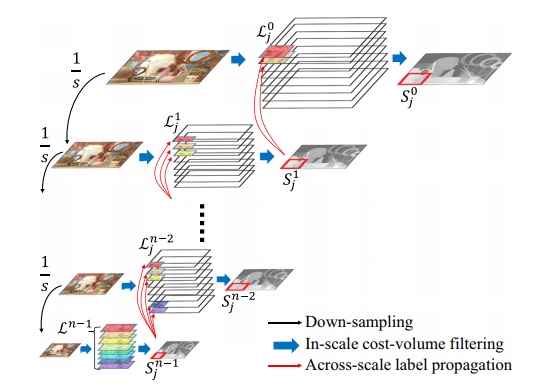 $\mathcal{L}_j^0$
$\frac{1}{s}$
$S_j^0$
$\mathcal{L}_j^1$
$\frac{1}{s}$
$S_j^1$
$\mathcal{L}_j^{n-2}$
$\frac{1}{s}$
$S_j^{n-2}$
$\mathcal{L}^{n-1}$
$S_j^{n-1}$
Down-sampling
In-scale cost-volume filtering
Across-scale label propagation